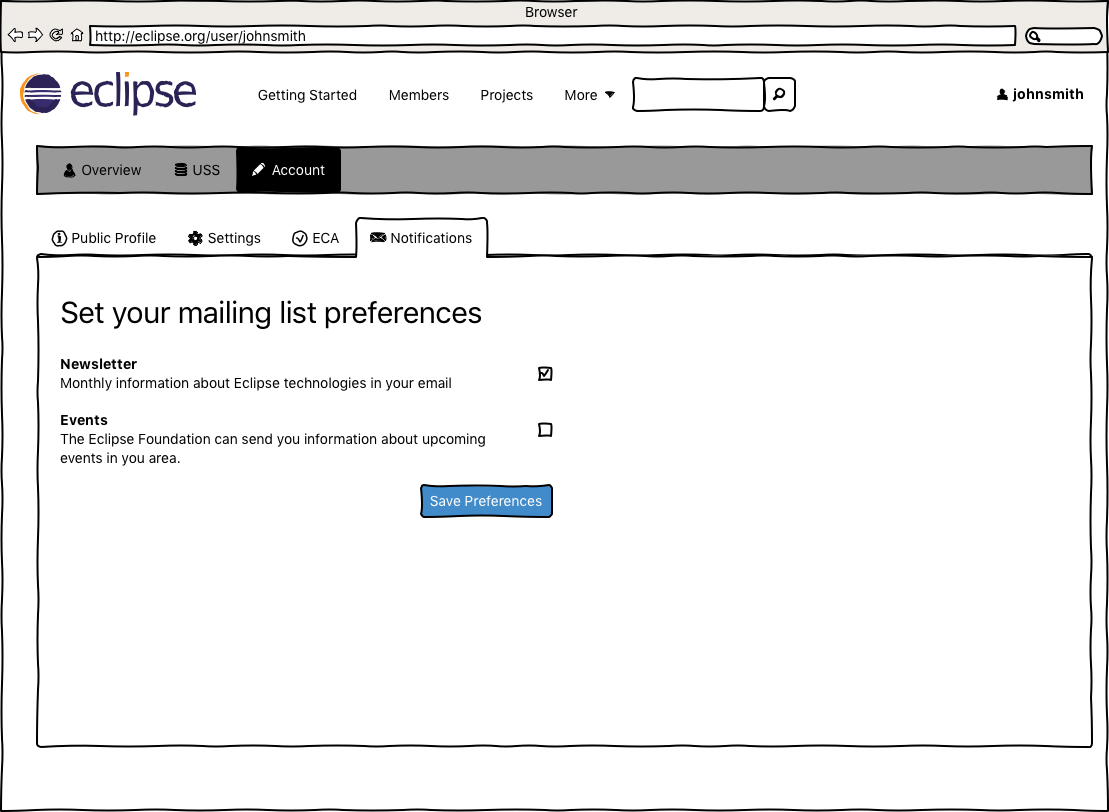 Browser
http://eclipse.org/user/johnsmith
eclipse Getting Started Members Projects More johnsmith
Overview USS Account
Public Profile Settings ECA Notifications
Set your mailing list preferences
Newsletter
Monthly information about Eclipse technologies in your email
Events
The Eclipse Foundation can send you information about upcoming
events in you area.
Save Preferences